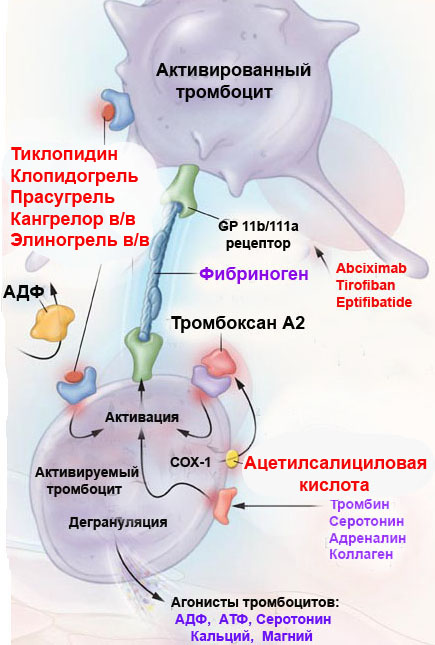 Активированный
тромбоцит
Тиклопидин
Клопидогрель
Прасугрель
Кангрелор в/в
Элиногрель в/в
GP 11b/111a
рецептор
Фибриноген
Abciximab
Tirofiban
Eptifibatide
АДФ
Тромбоксан А2
Активация
COX-1
Ацетилсалициловая
кислота
Активируемый
тромбоцит
Тромбин
Серотонин
Адреналин
Коллаген
Дегрануляция
Агонисты тромбоцитов:
АДФ, АТФ, Серотонин
Кальций, Магний